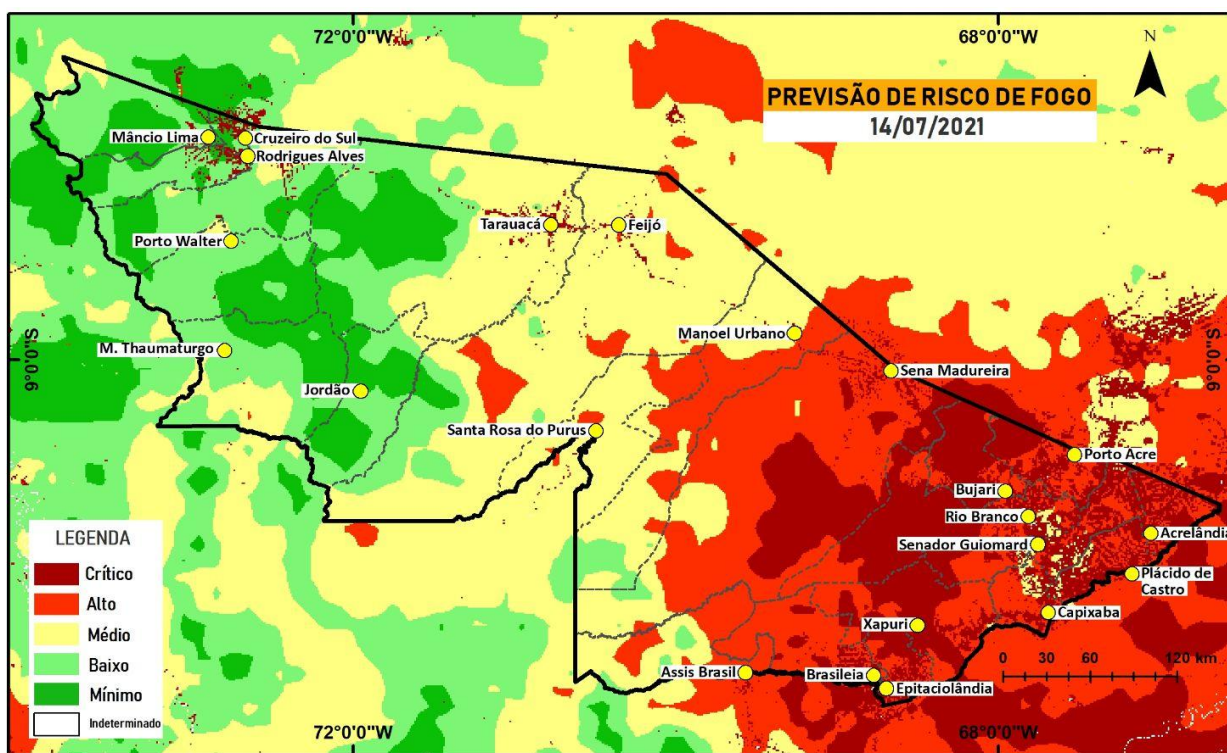 72°0'0"W
68°0'0"W
PREVISÃO DE RISCO DE FOGO
14/07/2021
N
Mâncio Lima
Cruzeiro do Sul
Rodrigues Alves
Porto Walter
Tarauacá
Feijó
9°0'0"S
M. Thaumaturgo
Manoel Urbano
9°0'0"S
Jordão
Sena Madureira
Santa Rosa do Purus
Porto Acre
Bujari
Rio Branco
Senador Guiomard
Acrelândia
Plácido de
Castro
Capixaba
Xapuri
Assis Brasil
Brasileia
Epitaciolândia
0 30 60 120 km
LEGENDA
Crítico
Alto
Médio
Baixo
Mínimo
Indeterminado
72°0'0"W
68°0'0"W